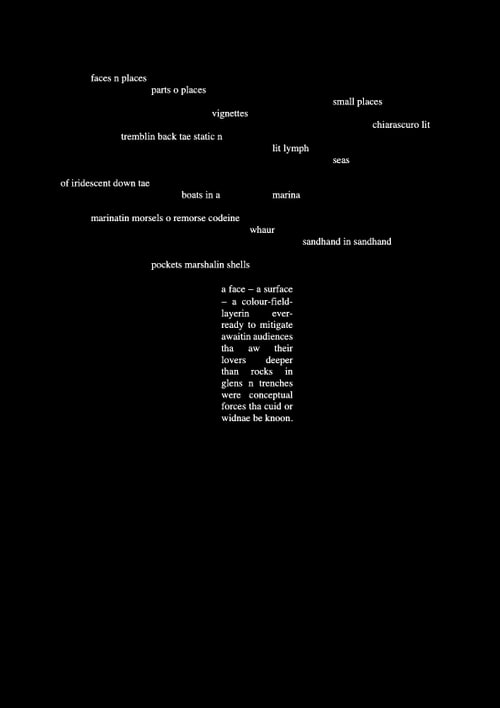 faces n places
parts o places
small places
vignettes
chiarascuro lit
tremblin back tae static n
lit lymph
seas
of iridescent down tae
boats in a marina
marinatin morsels o remorse codeine
whaur
sandhand in sandhand
pockets marshalin shells
a face – a surface
– a colour-field-
layerin ever-
ready to mitigate
awaitin audiences
tha aw their
lovers deeper
than rocks in
glens n trenches
were conceptual
forces tha cuid or
widnae be knoon.